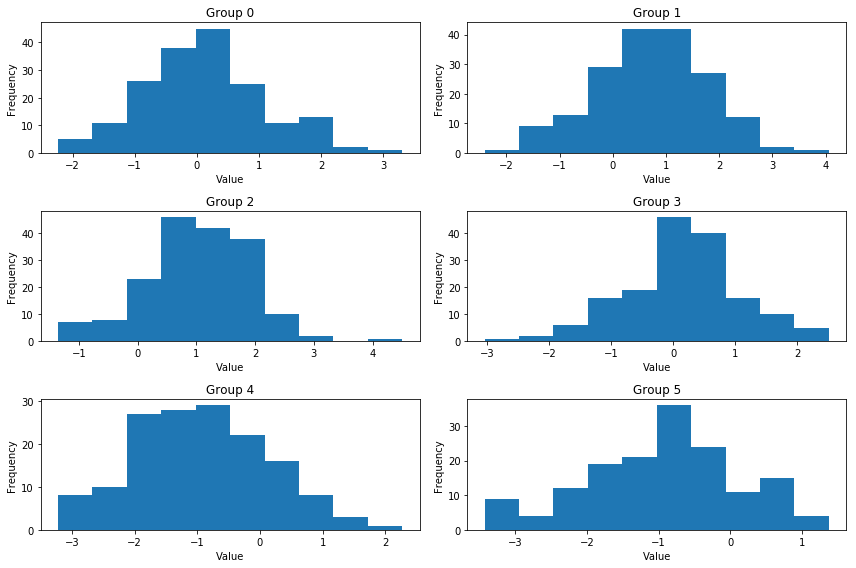 Group 0
Frequency
40
30
20
10
0
−2 −1 0 1 2 3
Value
Group 1
Frequency
40
30
20
10
0
−2 −1 0 1 2 3 4
Value
Group 2
Frequency
40
30
20
10
0
−1 0 1 2 3 4
Value
Group 3
Frequency
40
30
20
10
0
−3 −2 −1 0 1 2
Value
Group 4
Frequency
30
20
10
0
−3 −2 −1 0 1 2
Value
Group 5
Frequency
30
20
10
0
−3 −2 −1 0 1
Value